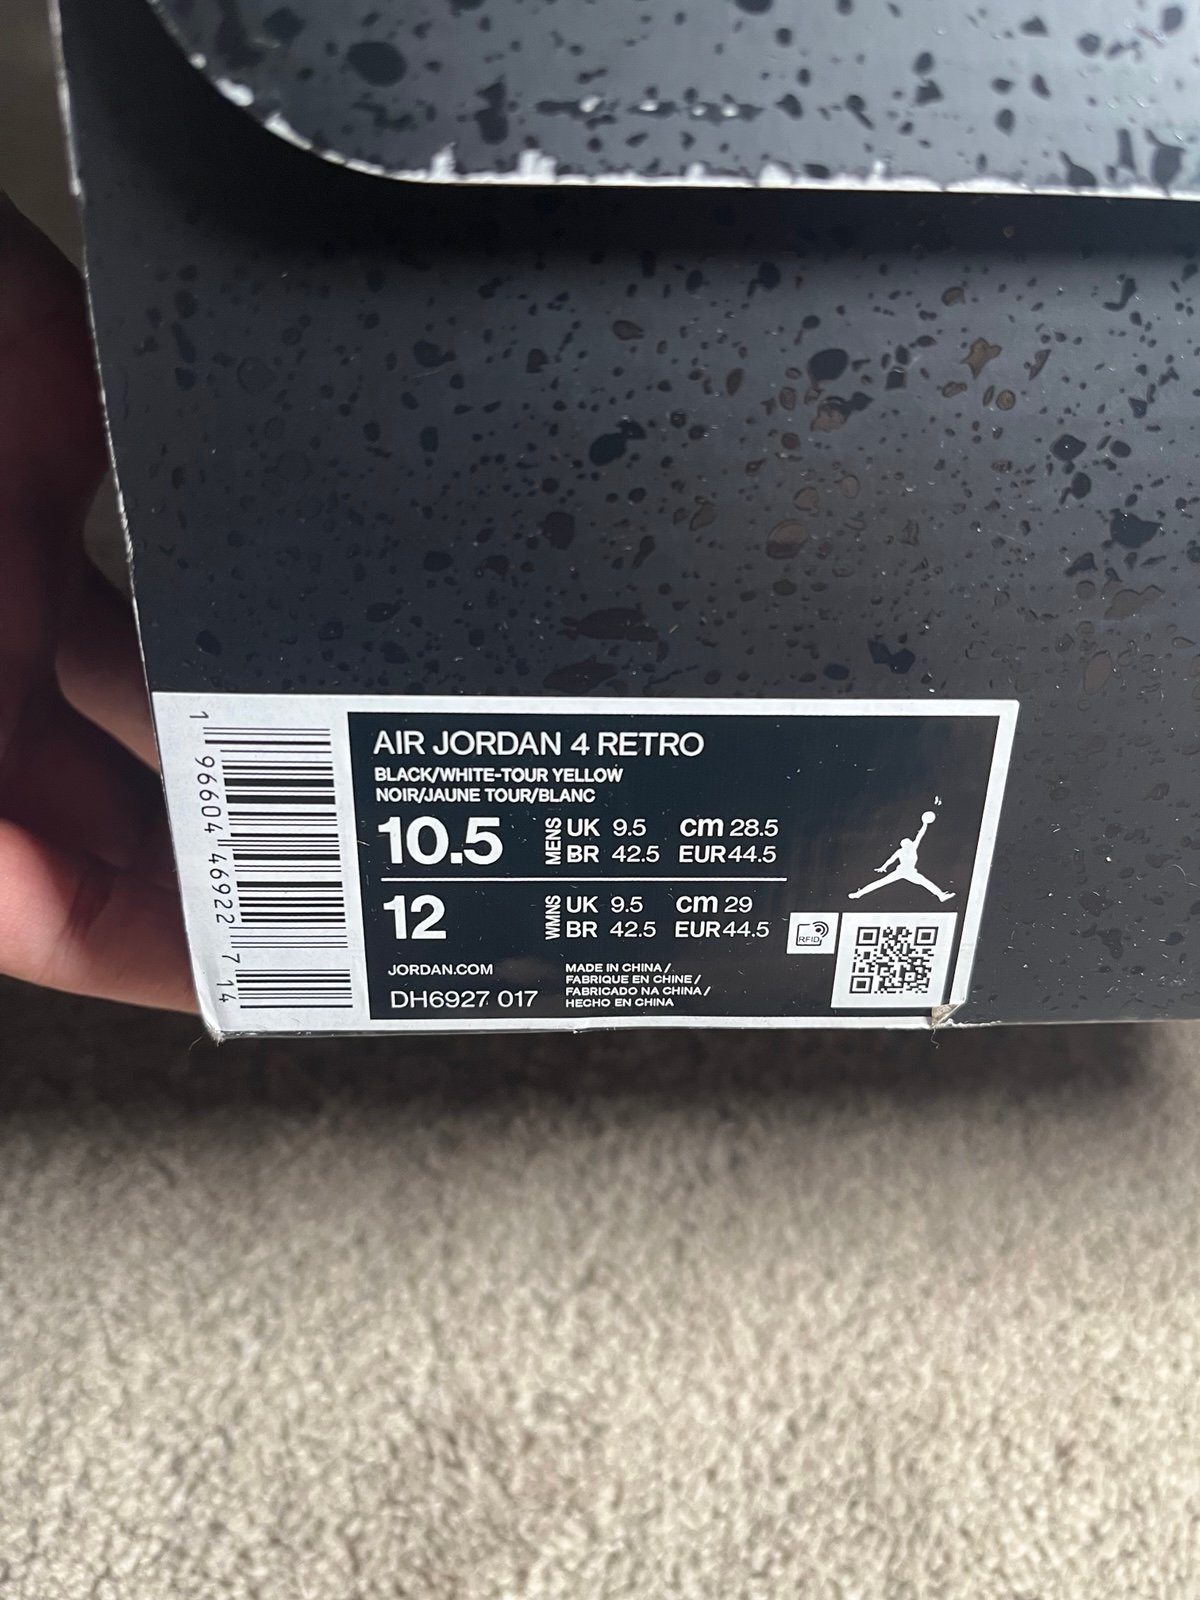 1 96604 46922 7 14
AIR JORDAN 4 RETRO
BLACK/WHITE-TOUR YELLOW
NOIR/JAUNE TOUR/BLANC
10.5 MENS UK 9.5 cm 28.5
BR 42.5 EUR 44.5
12 WMNS UK 9.5 cm 29
BR 42.5 EUR 44.5
RFID
JORDAN.COM
DH6927 017
MADE IN CHINA /
FABRIQUE EN CHINE /
FABRICADO NA CHINA /
HECHO EN CHINA